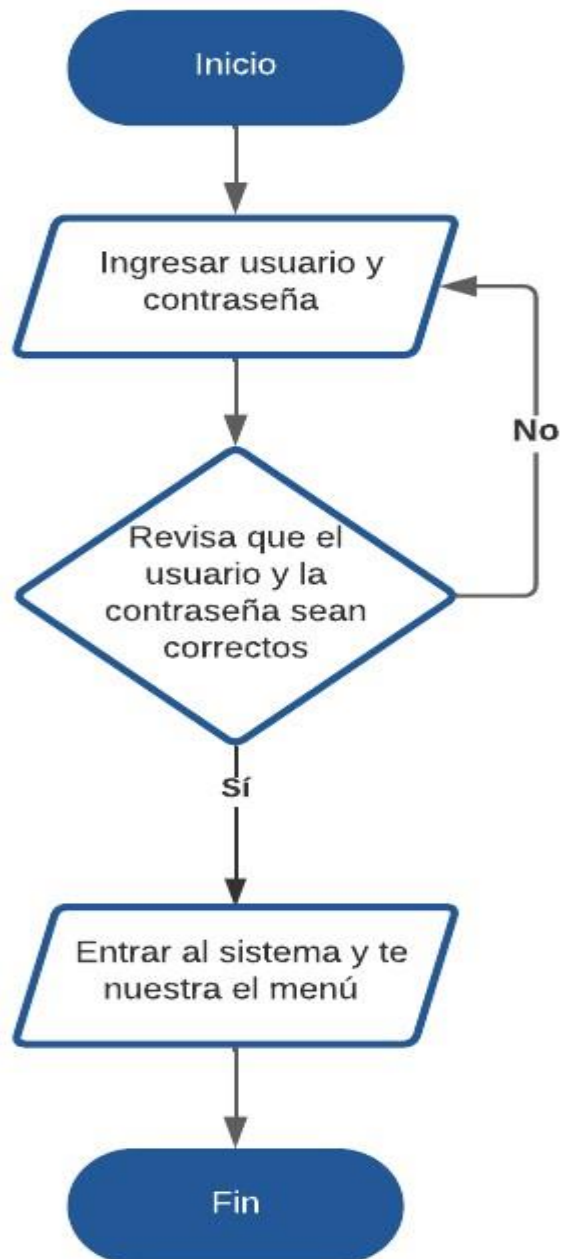 Inicio
Ingresar usuario y
contraseña
No
Revisa que el
usuario y la
contraseña sean
correctos
Sí
Entrar al sistema y te
nuestra el menú
Fin